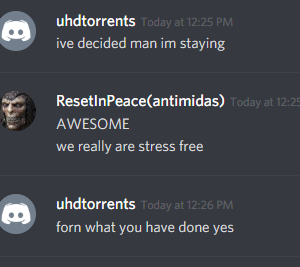 uhdtorrents Today at 12:25 PM
ive decided man im staying
ResetInPeace(antimidas) Today at 12:25
AWESOME
we really are stress free
uhdtorrents Today at 12:26 PM
forn what you have done yes